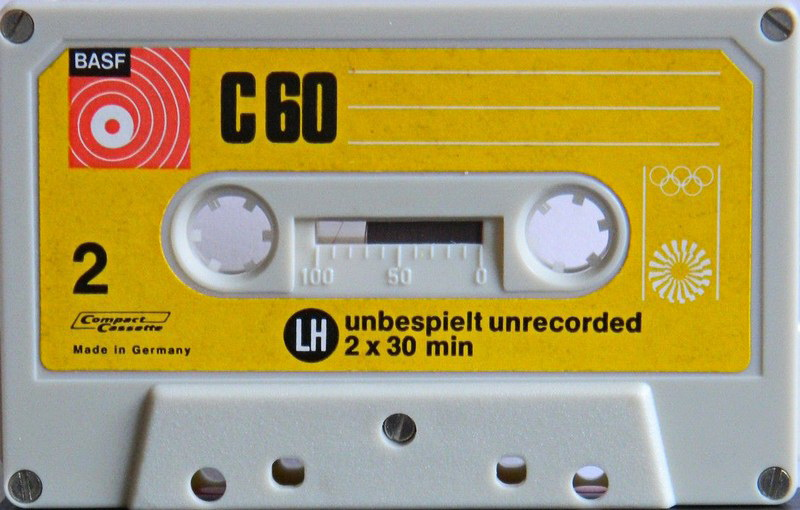 BASF
C 60
2
100 50 0
Compact
Cassette
Made in Germany
LH
unbespielt unrecorded
2 x 30 min